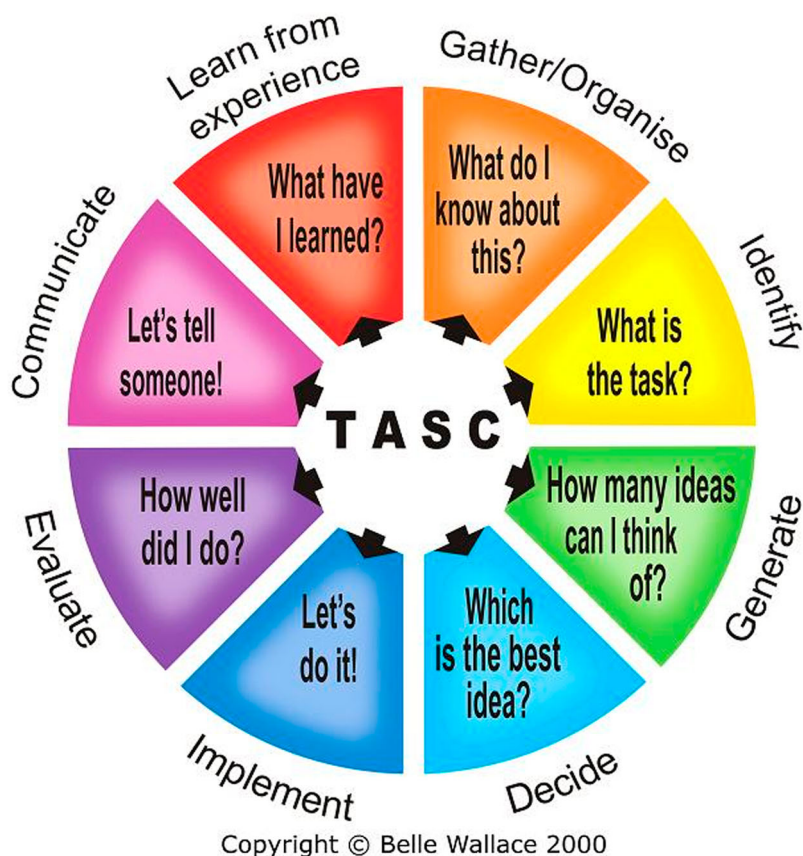 Gather/Organise
What do I
know about
this?
Identify
What is
the task?
Generate
How many ideas
can I think
of?
Decide
Which
is the best
idea?
Implement
Let's
do it!
Evaluate
How well
did I do?
Communicate
Let's tell
someone!
Learn from
experience
What have
I learned?
TASC
Copyright © Belle Wallace 2000